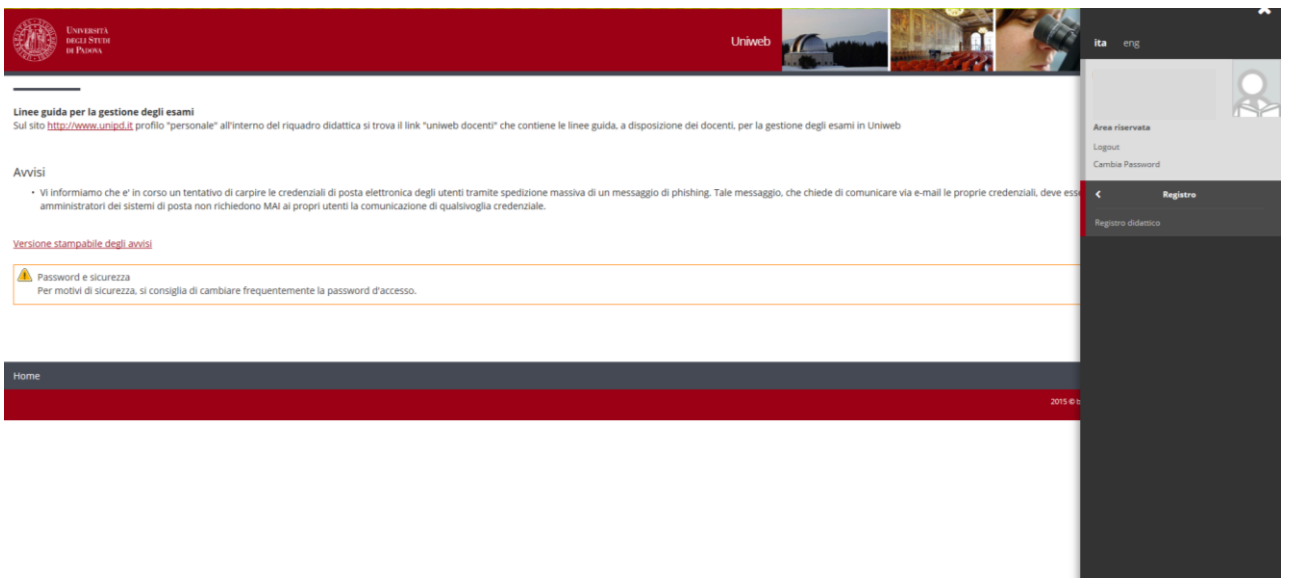 UNIVERSITÀ
DEGLI STUDI
DI PADOVA
Uniweb
ita eng
Area riservata
Logout
Cambia Password
Registro
Registro didattico
Linee guida per la gestione degli esami
Sul sito http://www.unipd.it profilo "personale" all'interno del riquadro didattica si trova il link "uniweb docenti" che contiene le linee guida, a disposizione dei docenti, per la gestione degli esami in Uniweb
Avvisi
• Vi informiamo che e' in corso un tentativo di carpire le credenziali di posta elettronica degli utenti tramite spedizione massiva di un messaggio di phishing. Tale messaggio, che chiede di comunicare via e-mail le proprie credenziali, deve esse
amministratori dei sistemi di posta non richiedono MAI ai propri utenti la comunicazione di qualsivoglia credenziale.
Versione stampabile degli avvisi
Password e sicurezza
Per motivi di sicurezza, si consiglia di cambiare frequentemente la password d'accesso.
Home
2015 ©